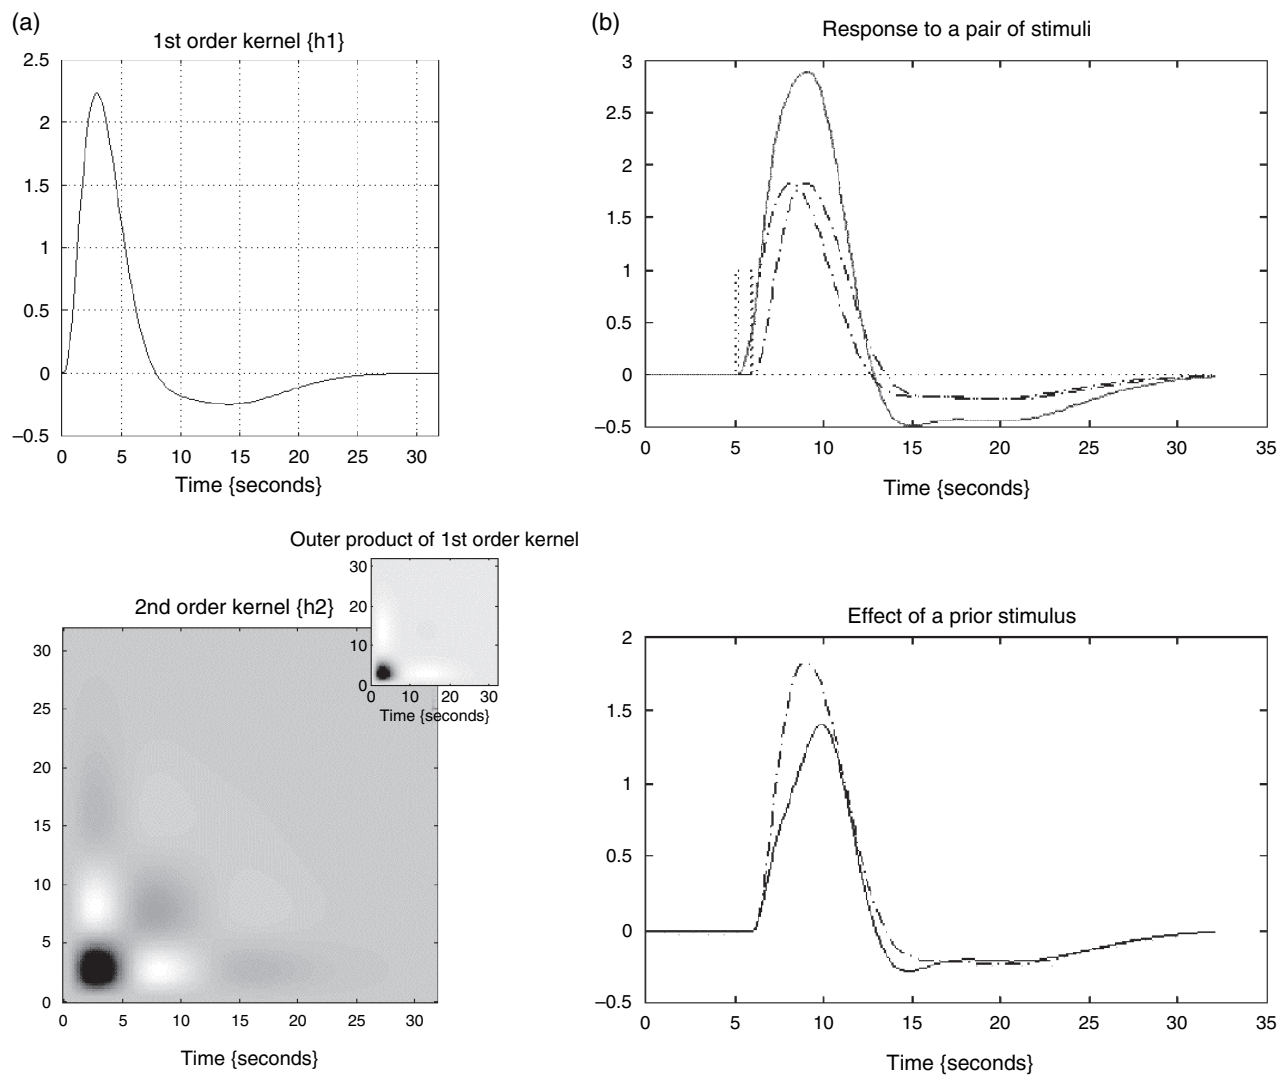 (a)
1st order kernel {h1}
2.5
2
1.5
1
0.5
0
–0.5
0 5 10 15 20 25 30
Time {seconds}
Outer product of 1st order kernel
30
20
10
0
0 10 20 30
Time {seconds}
2nd order kernel {h2}
30
25
20
15
10
5
0
0 5 10 15 20 25 30
Time {seconds}
(b)
Response to a pair of stimuli
3
2.5
2
1.5
1
0.5
0
–0.5
0 5 10 15 20 25 30 35
Time {seconds}
Effect of a prior stimulus
2
1.5
1
0.5
0
–0.5
0 5 10 15 20 25 30 35
Time {seconds}